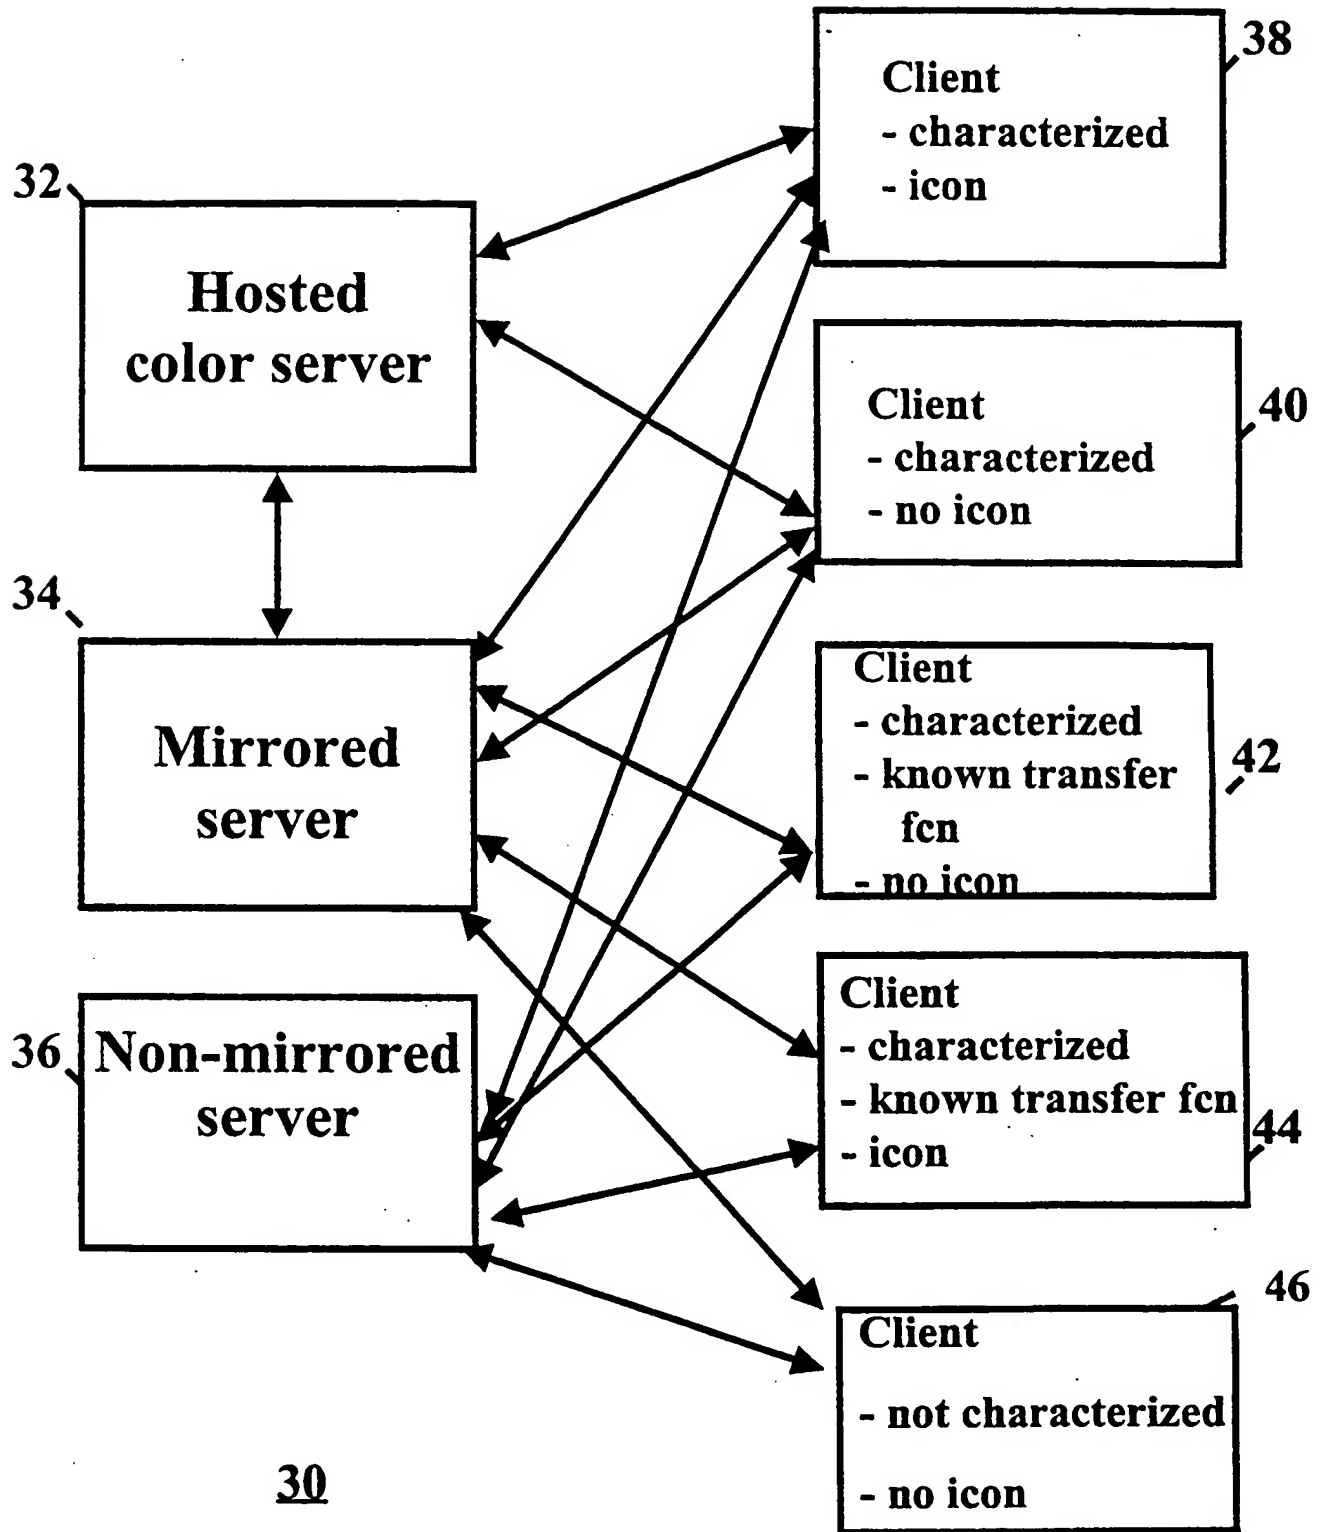 38
Client
- characterized
- icon
32
Hosted
color server
Client
- characterized
- no icon
40
34
Mirrored
server
Client
- characterized
- known transfer
fcn
- no icon
42
36
Non-mirrored
server
Client
- characterized
- known transfer fcn
- icon
44
46
Client
- not characterized
- no icon
30